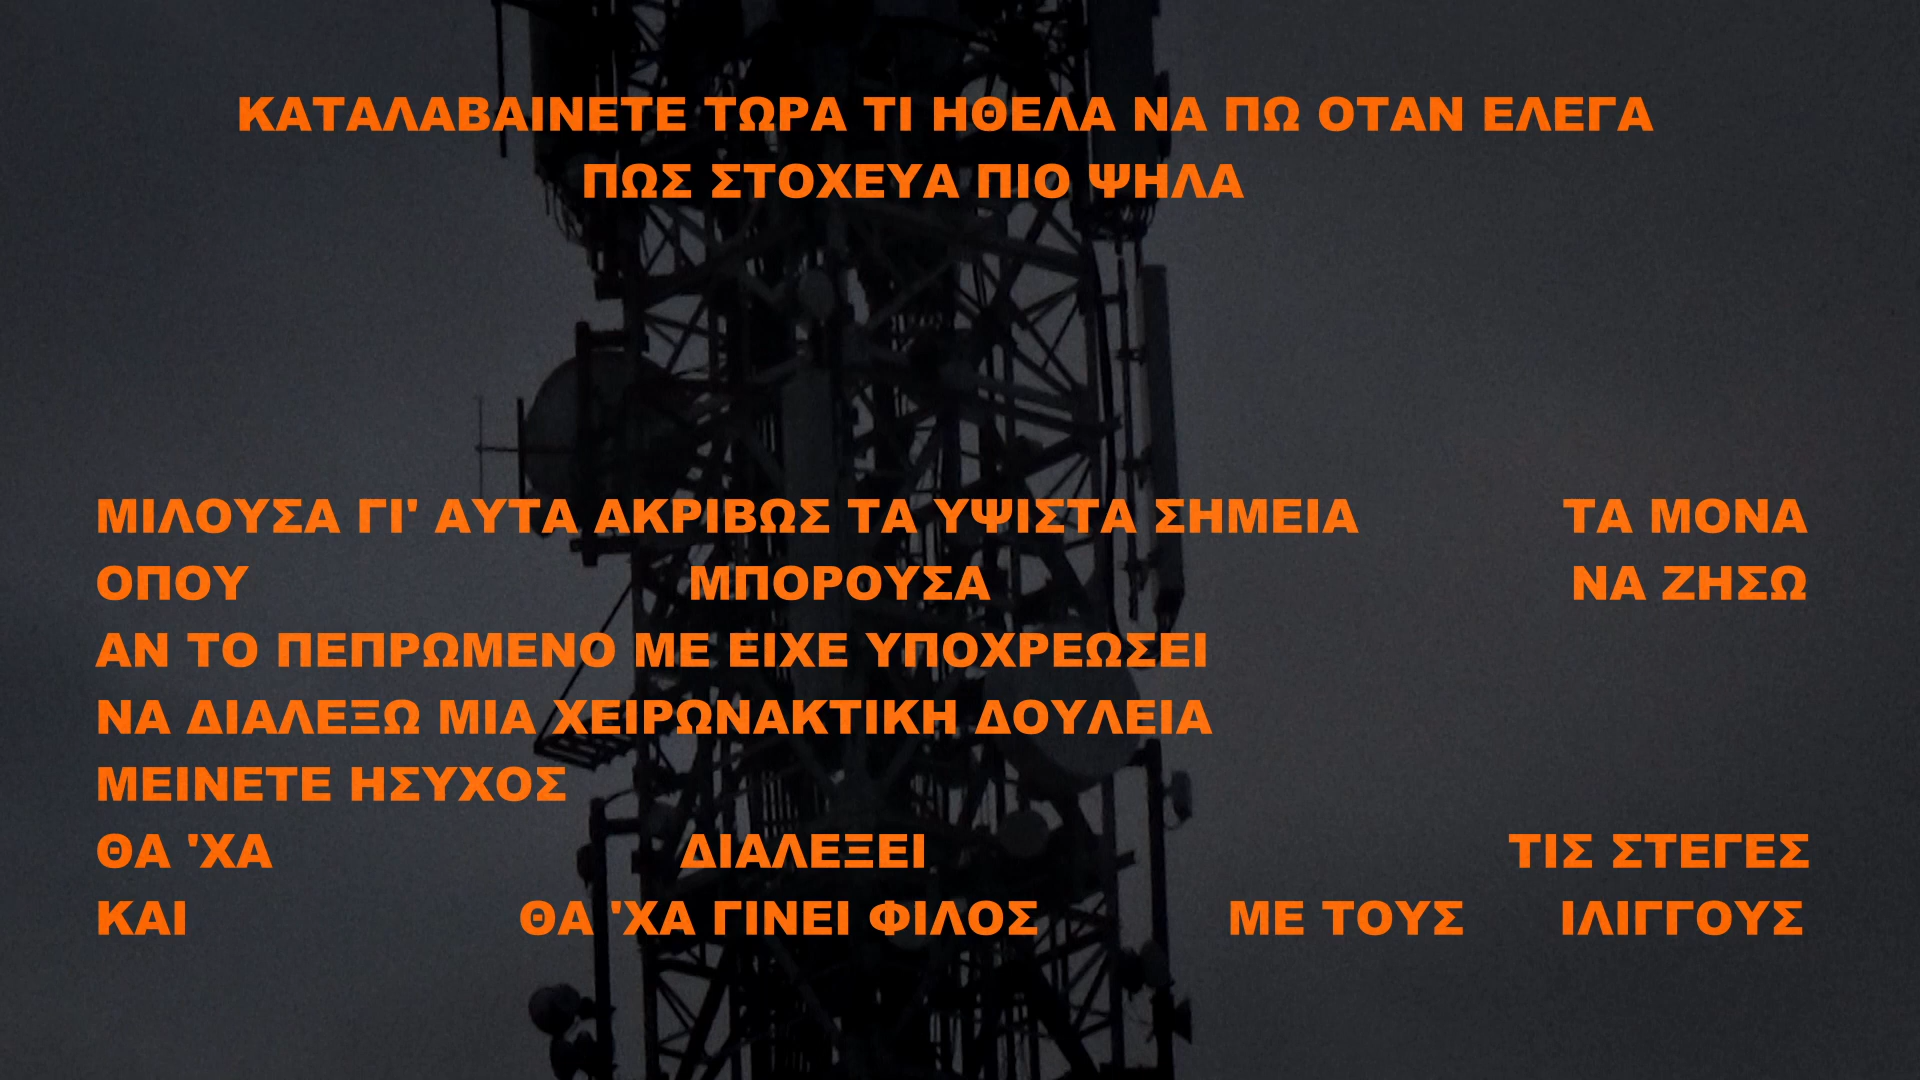 ΚΑΤΑΛΑΒΑΙΝΕΤΕ ΤΩΡΑ ΤΙ ΗΘΕΛΑ ΝΑ ΠΩ ΟΤΑΝ ΕΛΕΓΑ
ΠΩΣ ΣΤΟΧΕΥΑ ΠΙΟ ΨΗΛΑ
ΜΙΛΟΥΣΑ ΓΙ' ΑΥΤΑ ΑΚΡΙΒΩΣ ΤΑ ΥΨΙΣΤΑ ΣΗΜΕΙΑ ΤΑ ΜΟΝΑ
ΟΠΟΥ ΜΠΟΡΟΥΣΑ ΝΑ ΖΗΣΩ
ΑΝ ΤΟ ΠΕΠΡΩΜΕΝΟ ΜΕ ΕΙΧΕ ΥΠΟΧΡΕΩΣΕΙ
ΝΑ ΔΙΑΛΕΞΩ ΜΙΑ ΧΕΙΡΩΝΑΚΤΙΚΗ ΔΟΥΛΕΙΑ
ΜΕΙΝΕΤΕ ΗΣΥΧΟΣ
ΘΑ 'ΧΑ ΔΙΑΛΕΞΕΙ ΤΙΣ ΣΤΕΓΕΣ
ΚΑΙ ΘΑ 'ΧΑ ΓΙΝΕΙ ΦΙΛΟΣ ΜΕ ΤΟΥΣ ΙΛΙΓΓΟΥΣ